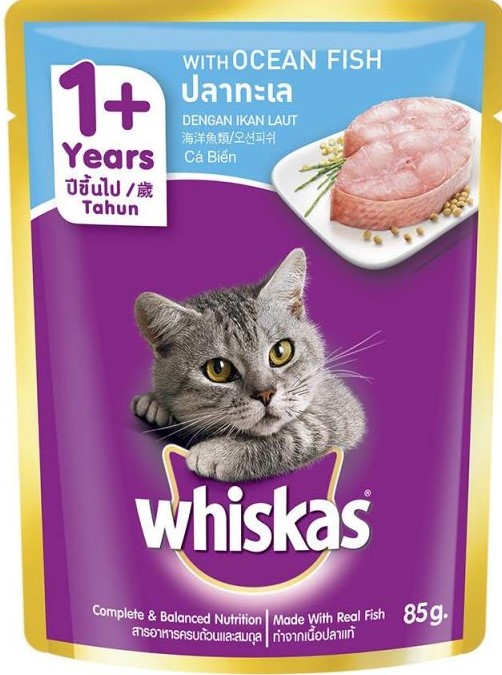 1+
Years
ปีขึ้นไป / 歲
Tahun
WITH OCEAN FISH
ปลาทะเล
DENGAN IKAN LAUT
海洋魚類/오션피쉬
Cá Biển
whiskas®
Complete & Balanced Nutrition
สารอาหารครบถ้วนและสมดุล
Made With Real Fish
ทำจากเนื้อปลาแท้
85g.